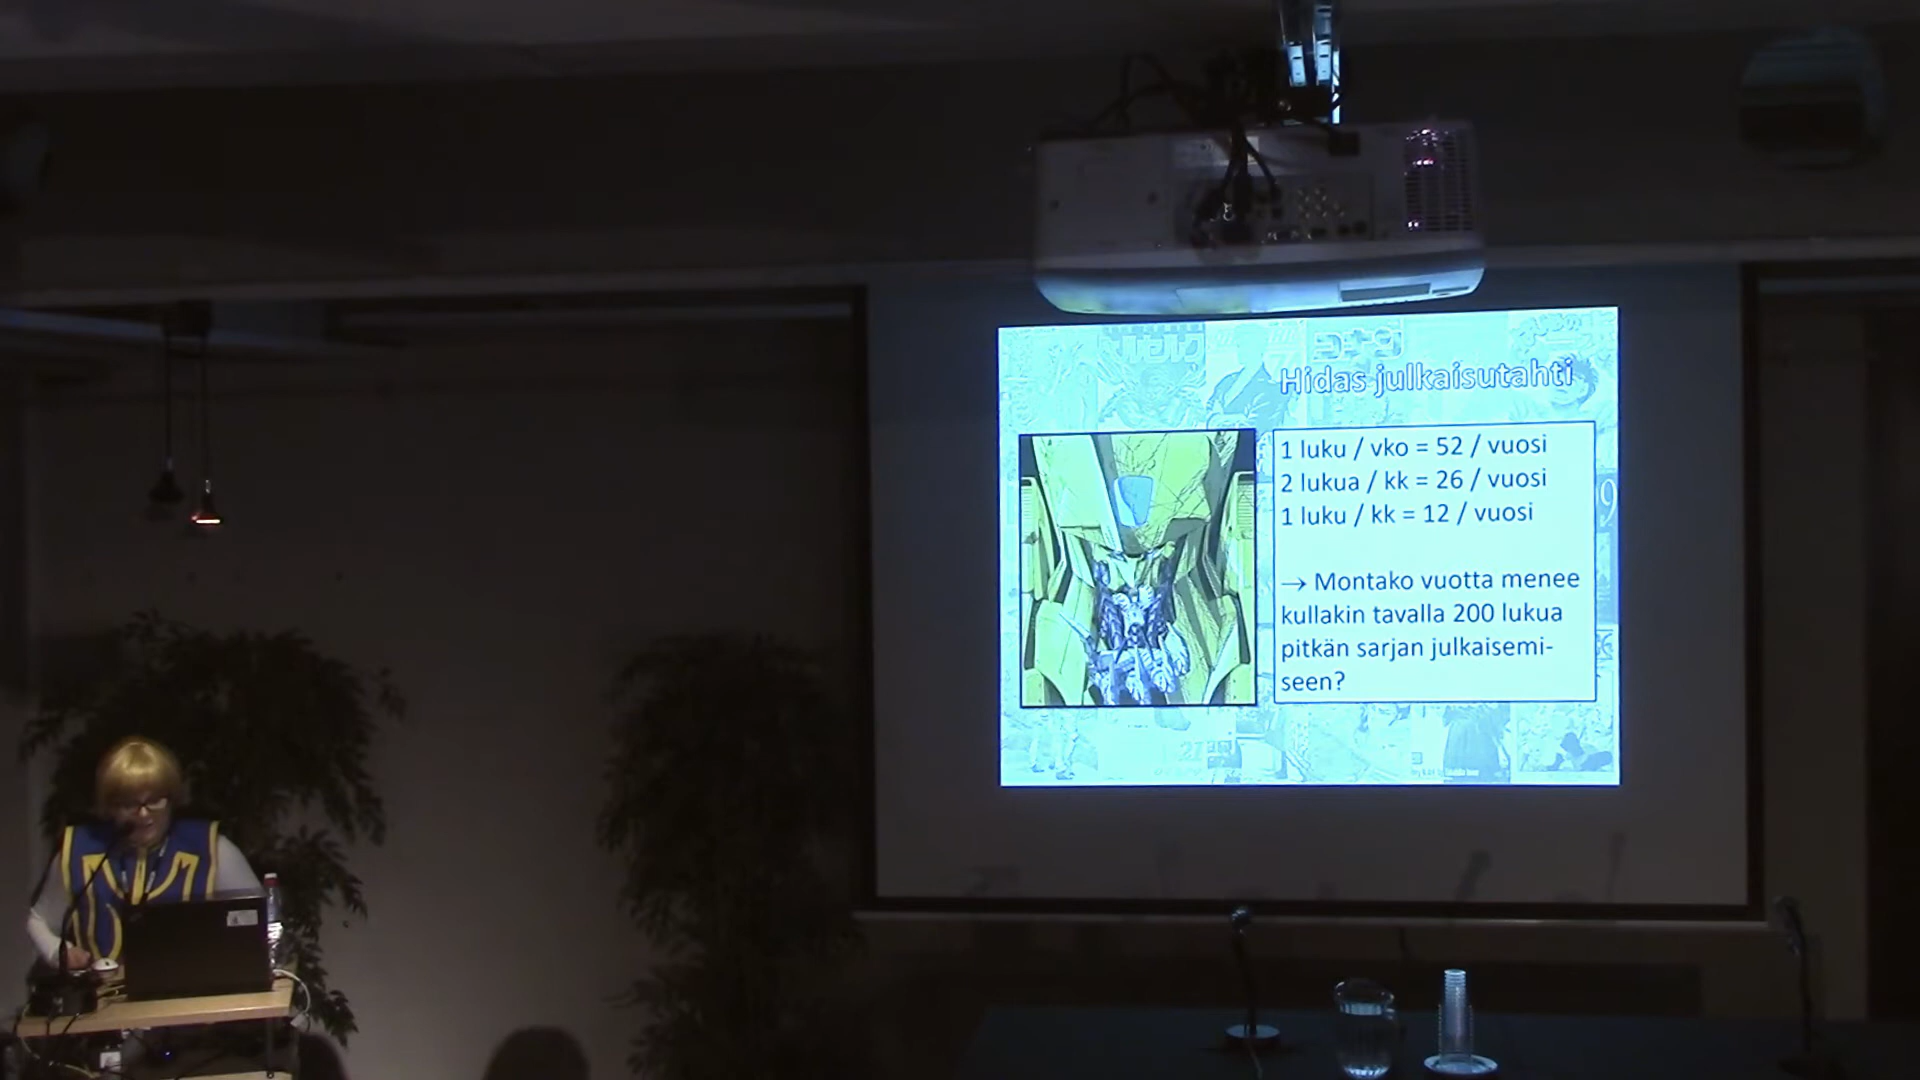 Hidas julkaisutahti
1 luku / vko = 52 / vuosi
2 lukua / kk = 26 / vuosi
1 luku / kk = 12 / vuosi
→ Montako vuotta menee
kullakin tavalla 200 lukua
pitkän sarjan julkaisemi-
seen?
27